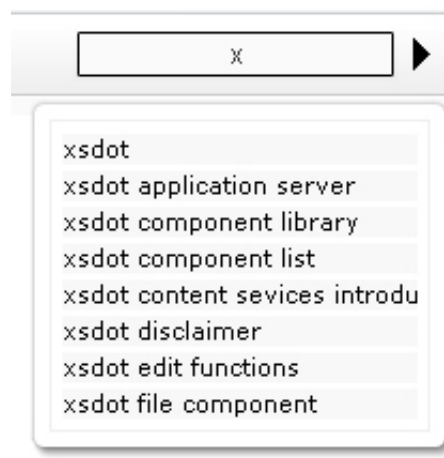 x
xsdot
xsdot application server
xsdot component library
xsdot component list
xsdot content sevices introdu
xsdot disclaimer
xsdot edit functions
xsdot file component